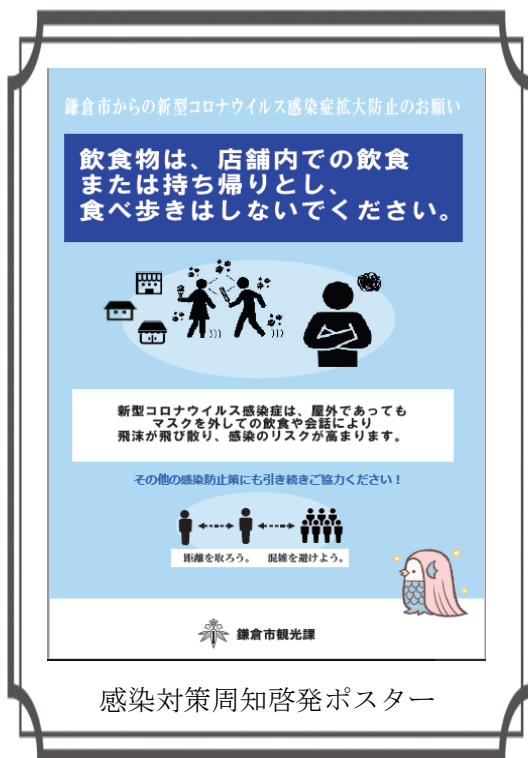 鎌倉市からの新型コロナウイルス感染症拡大防止のお願い
飲食物は、店舗内での飲食
または持ち帰りとし、
食べ歩きはしないでください。
新型コロナウイルス感染症は、屋外であっても
マスクを外しての飲食や会話により
飛沫が飛び散り、感染のリスクが高まります。
その他の感染防止策にも引き続きご協力ください！
距離を取ろう。 混雑を避けよう。
鎌倉市観光課
感染対策周知啓発ポスター